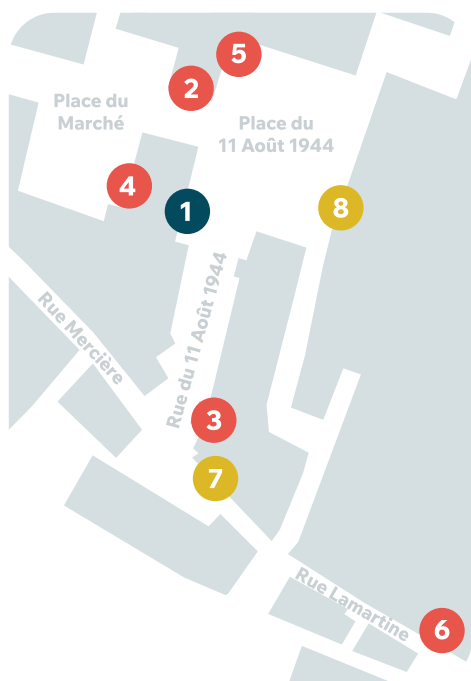 5
2
Place du
Marché
Place du
11 Août 1944
4
1
8
Rue du 11 Août 1944
Rue Mercière
3
7
Rue Lamartine
6